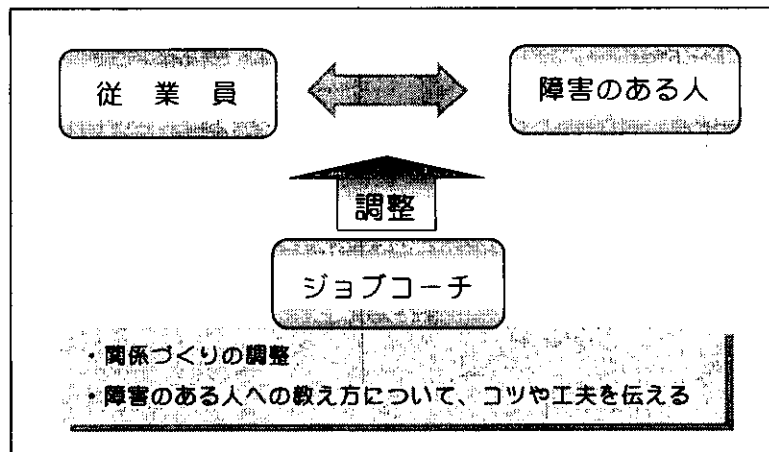 従業員
障害のある人
調整
ジョブコーチ
・関係づくりの調整
・障害のある人への教え方について、コツや工夫を伝える